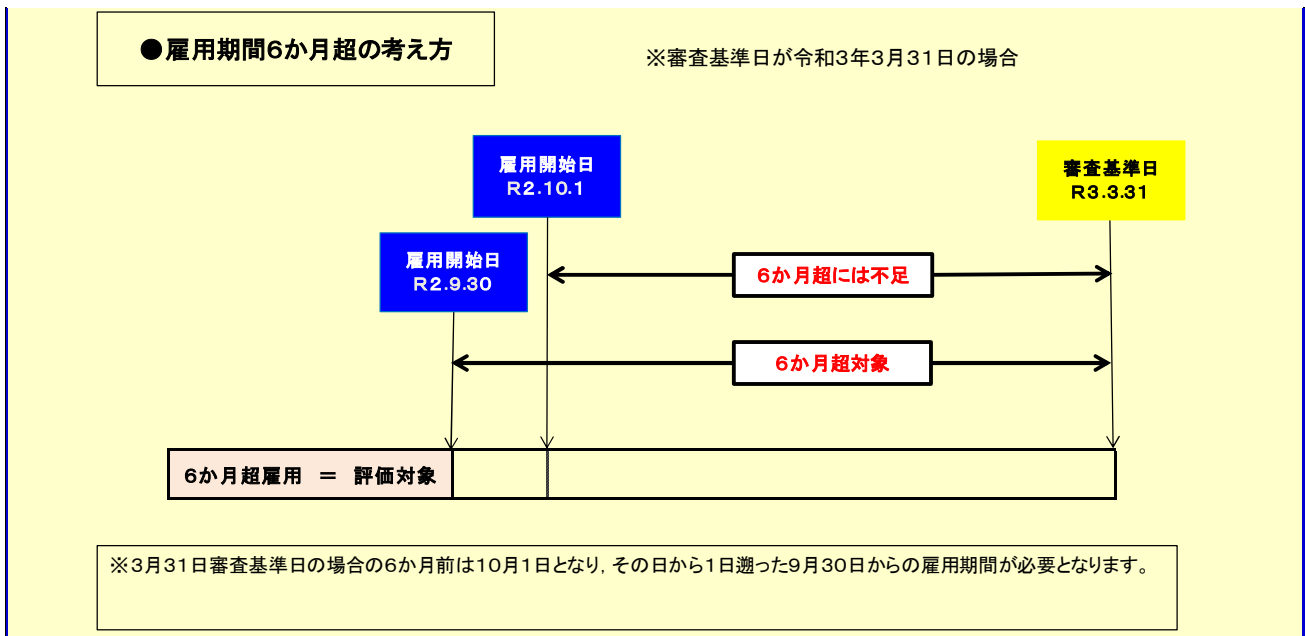 ●雇用期間6か月超の考え方
※審査基準日が令和3年3月31日の場合
雇用開始日
R2.10.1
審査基準日
R3.3.31
雇用開始日
R2.9.30
6か月超には不足
6か月超対象
6か月超雇用 ＝ 評価対象
※3月31日審査基準日の場合の6か月前は10月1日となり，その日から1日遡った9月30日からの雇用期間が必要となります。